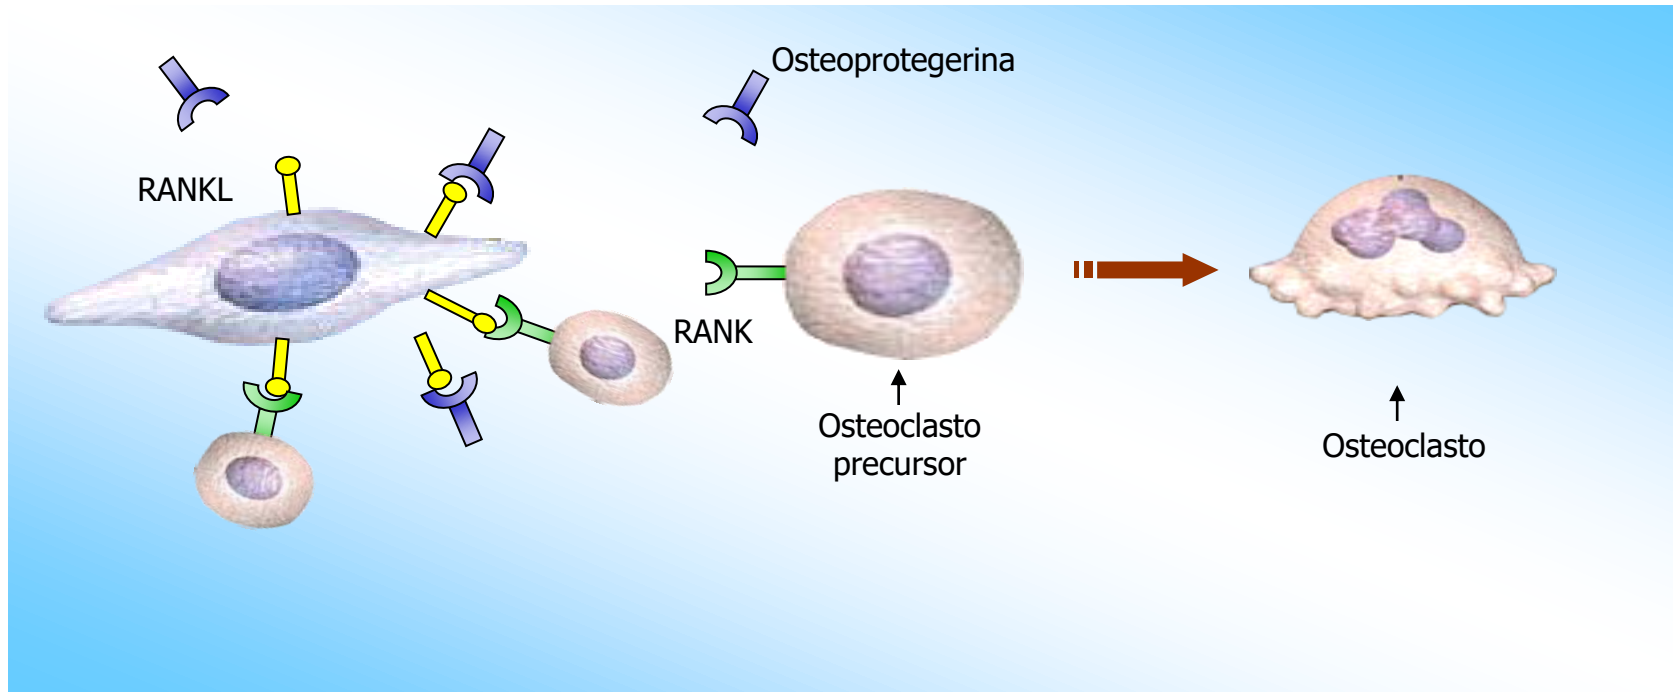 Osteoprotegerina
RANKL
RANK
Osteoclasto
precursor
Osteoclasto